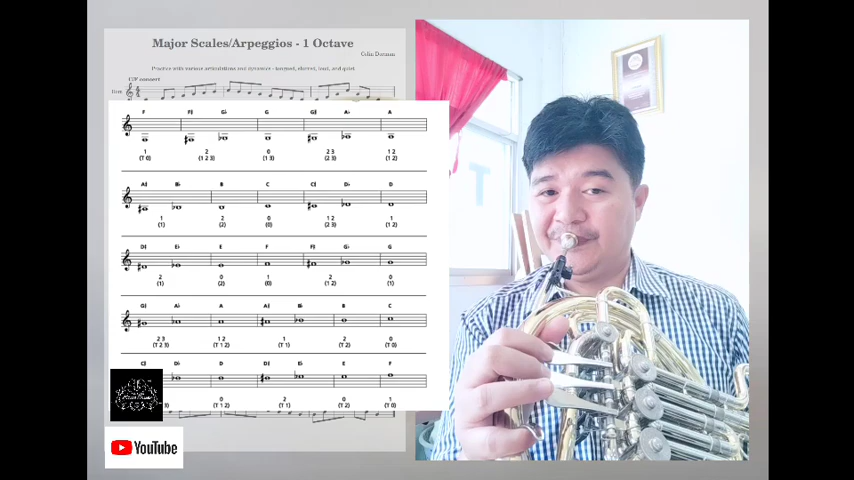 Major Scales/Arpeggios - 1 Octave
Colin Dorman
Practice with various articulations and dynamics - tongued, slurred, loud, and quiet
F concert
Horn
F F♯ G♭ G G♯ A♭ A
1 2 0 2 3 1 2
(T 0) (1 2 3) (1 3) (2 3) (1 2)
A♯ B♭ B C C♯ D♭ D
1 2 0 1 2 1
(1) (2) (0) (2 3) (1 2)
D♯ E♭ E F F♯ G♭ G
2 0 1 2 0
(1) (2) (0) (1 2) (0)
G♯ A♭ A A♯ B♭ B C
2 3 1 2 1 2 0
(T 2 3) (T 1 2) (T 1) (T 2) (T 0)
C♯ D♭ D D♯ E♭ E F
0 2 0 1
(T 1 2) (T 1) (T 2) (T 0)
YouTube